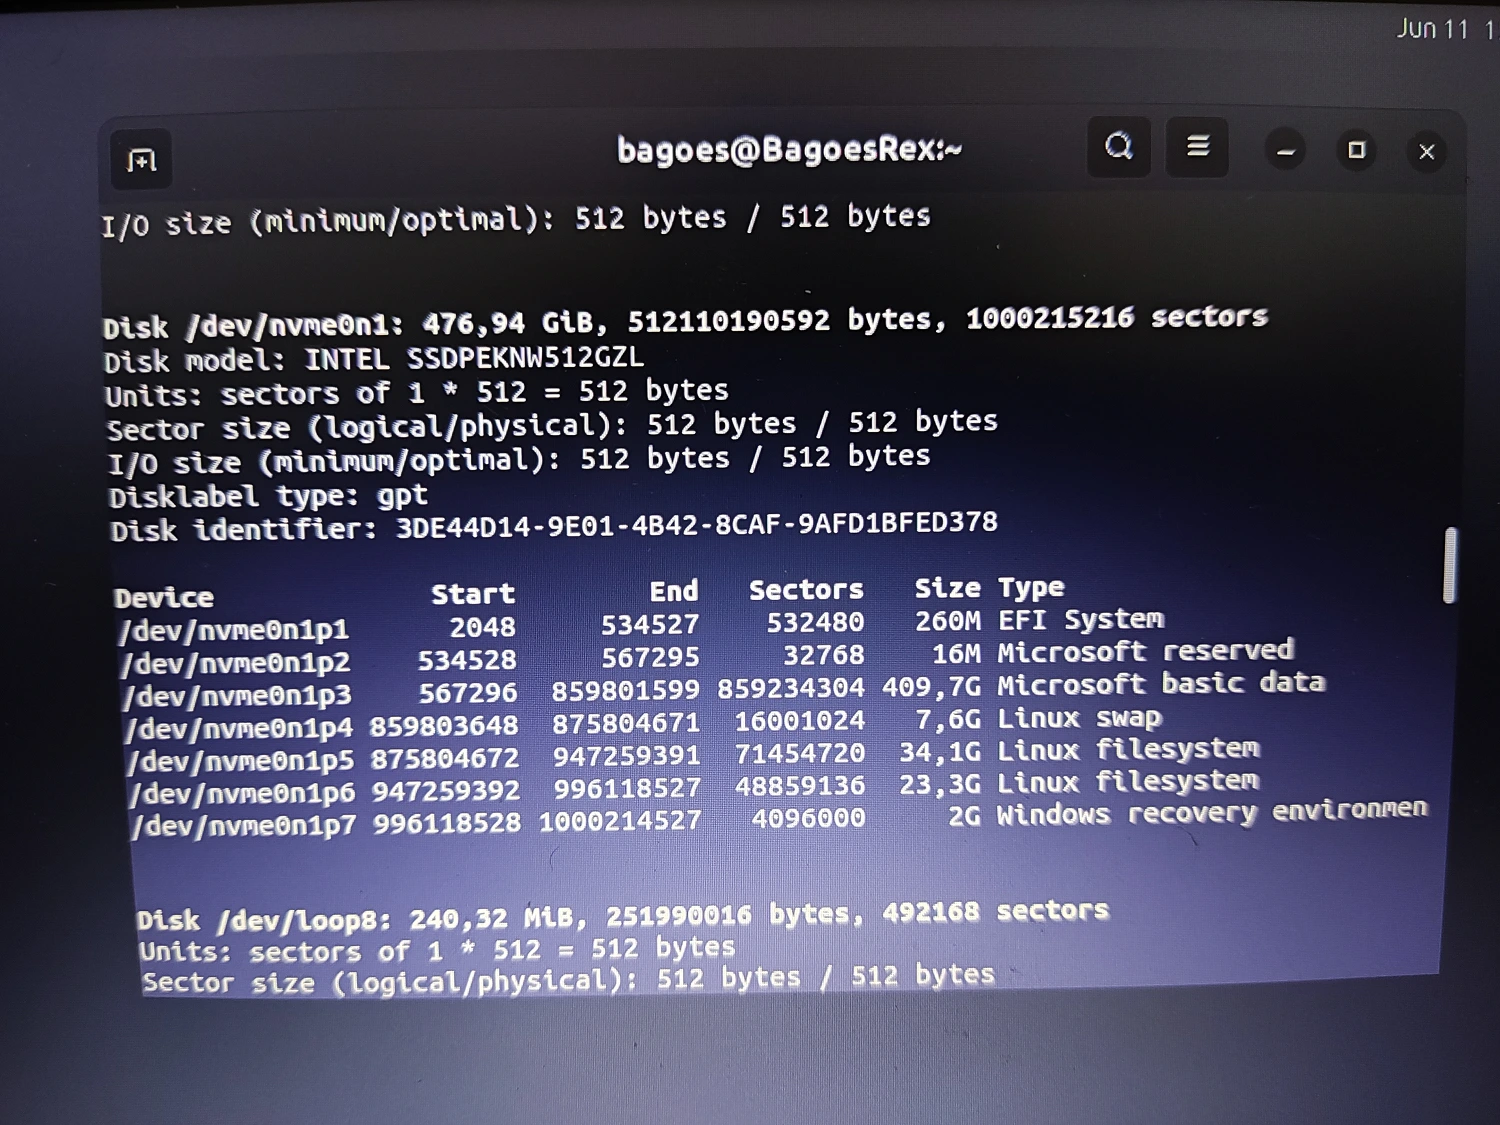 Jun 11 1
bagoes@BagoesRex:~
I/O size (minimum/optimal): 512 bytes / 512 bytes
Disk /dev/nvme0n1: 476,94 GiB, 512110190592 bytes, 1000215216 sectors
Disk model: INTEL SSDPEKNW512GZL
Units: sectors of 1 * 512 = 512 bytes
Sector size (logical/physical): 512 bytes / 512 bytes
I/O size (minimum/optimal): 512 bytes / 512 bytes
Disklabel type: gpt
Disk identifier: 3DE44D14-9E01-4B42-8CAF-9AFD1BFED378
Device Start End Sectors Size Type
/dev/nvme0n1p1 2048 534527 532480 260M EFI System
/dev/nvme0n1p2 534528 567295 32768 16M Microsoft reserved
/dev/nvme0n1p3 567296 859801599 859234304 409,7G Microsoft basic data
/dev/nvme0n1p4 859803648 875804671 16001024 7,6G Linux swap
/dev/nvme0n1p5 875804672 947259391 71454720 34,1G Linux filesystem
/dev/nvme0n1p6 947259392 996118527 48859136 23,3G Linux filesystem
/dev/nvme0n1p7 996118528 1000214527 4096000 2G Windows recovery environmen
Disk /dev/loop8: 240,32 MiB, 251990016 bytes, 492168 sectors
Units: sectors of 1 * 512 = 512 bytes
Sector size (logical/physical): 512 bytes / 512 bytes